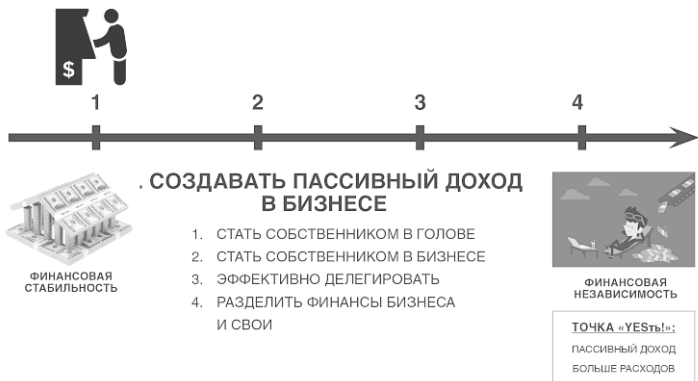 $
1 2 3 4
. СОЗДАВАТЬ ПАССИВНЫЙ ДОХОД
В БИЗНЕСЕ
1. СТАТЬ СОБСТВЕННИКОМ В ГОЛОВЕ
2. СТАТЬ СОБСТВЕННИКОМ В БИЗНЕСЕ
3. ЭФФЕКТИВНО ДЕЛЕГИРОВАТЬ
4. РАЗДЕЛИТЬ ФИНАНСЫ БИЗНЕСА
И СВОИ
ФИНАНСОВАЯ
СТАБИЛЬНОСТЬ
ФИНАНСОВАЯ
НЕЗАВИСИМОСТЬ
ТОЧКА «YESть!»:
ПАССИВНЫЙ ДОХОД
БОЛЬШЕ РАСХОДОВ